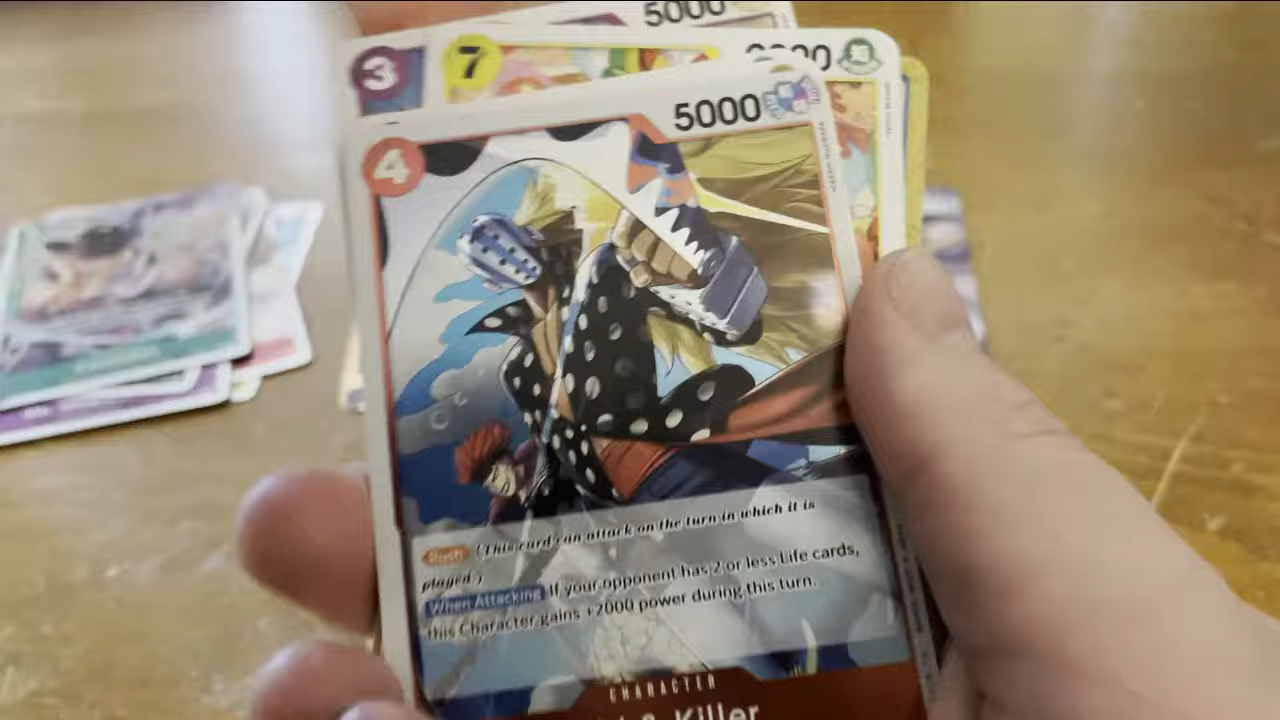 5000
3
7
5000
4
Rush (This card can attack on the turn in which it is
played.)
When Attacking If your opponent has 2 or less Life cards,
this Character gains +2000 power during this turn.
CHARACTER
& Killer